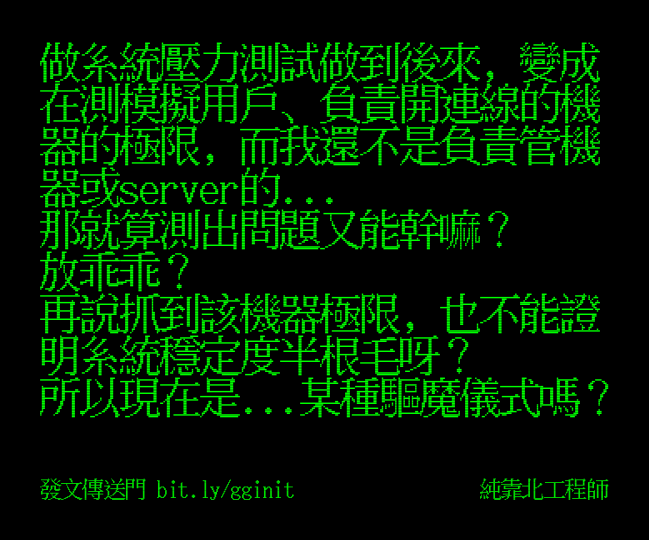 做系統壓力測試做到後來，變成
在測模擬用戶、負責開連線的機
器的極限，而我還不是負責管機
器或server的...
那就算測出問題又能幹嘛？
放乖乖？
再說抓到該機器極限，也不能證
明系統穩定度半根毛呀？
所以現在是...某種驅魔儀式嗎？
發文傳送門 bit.ly/gginit
純靠北工程師